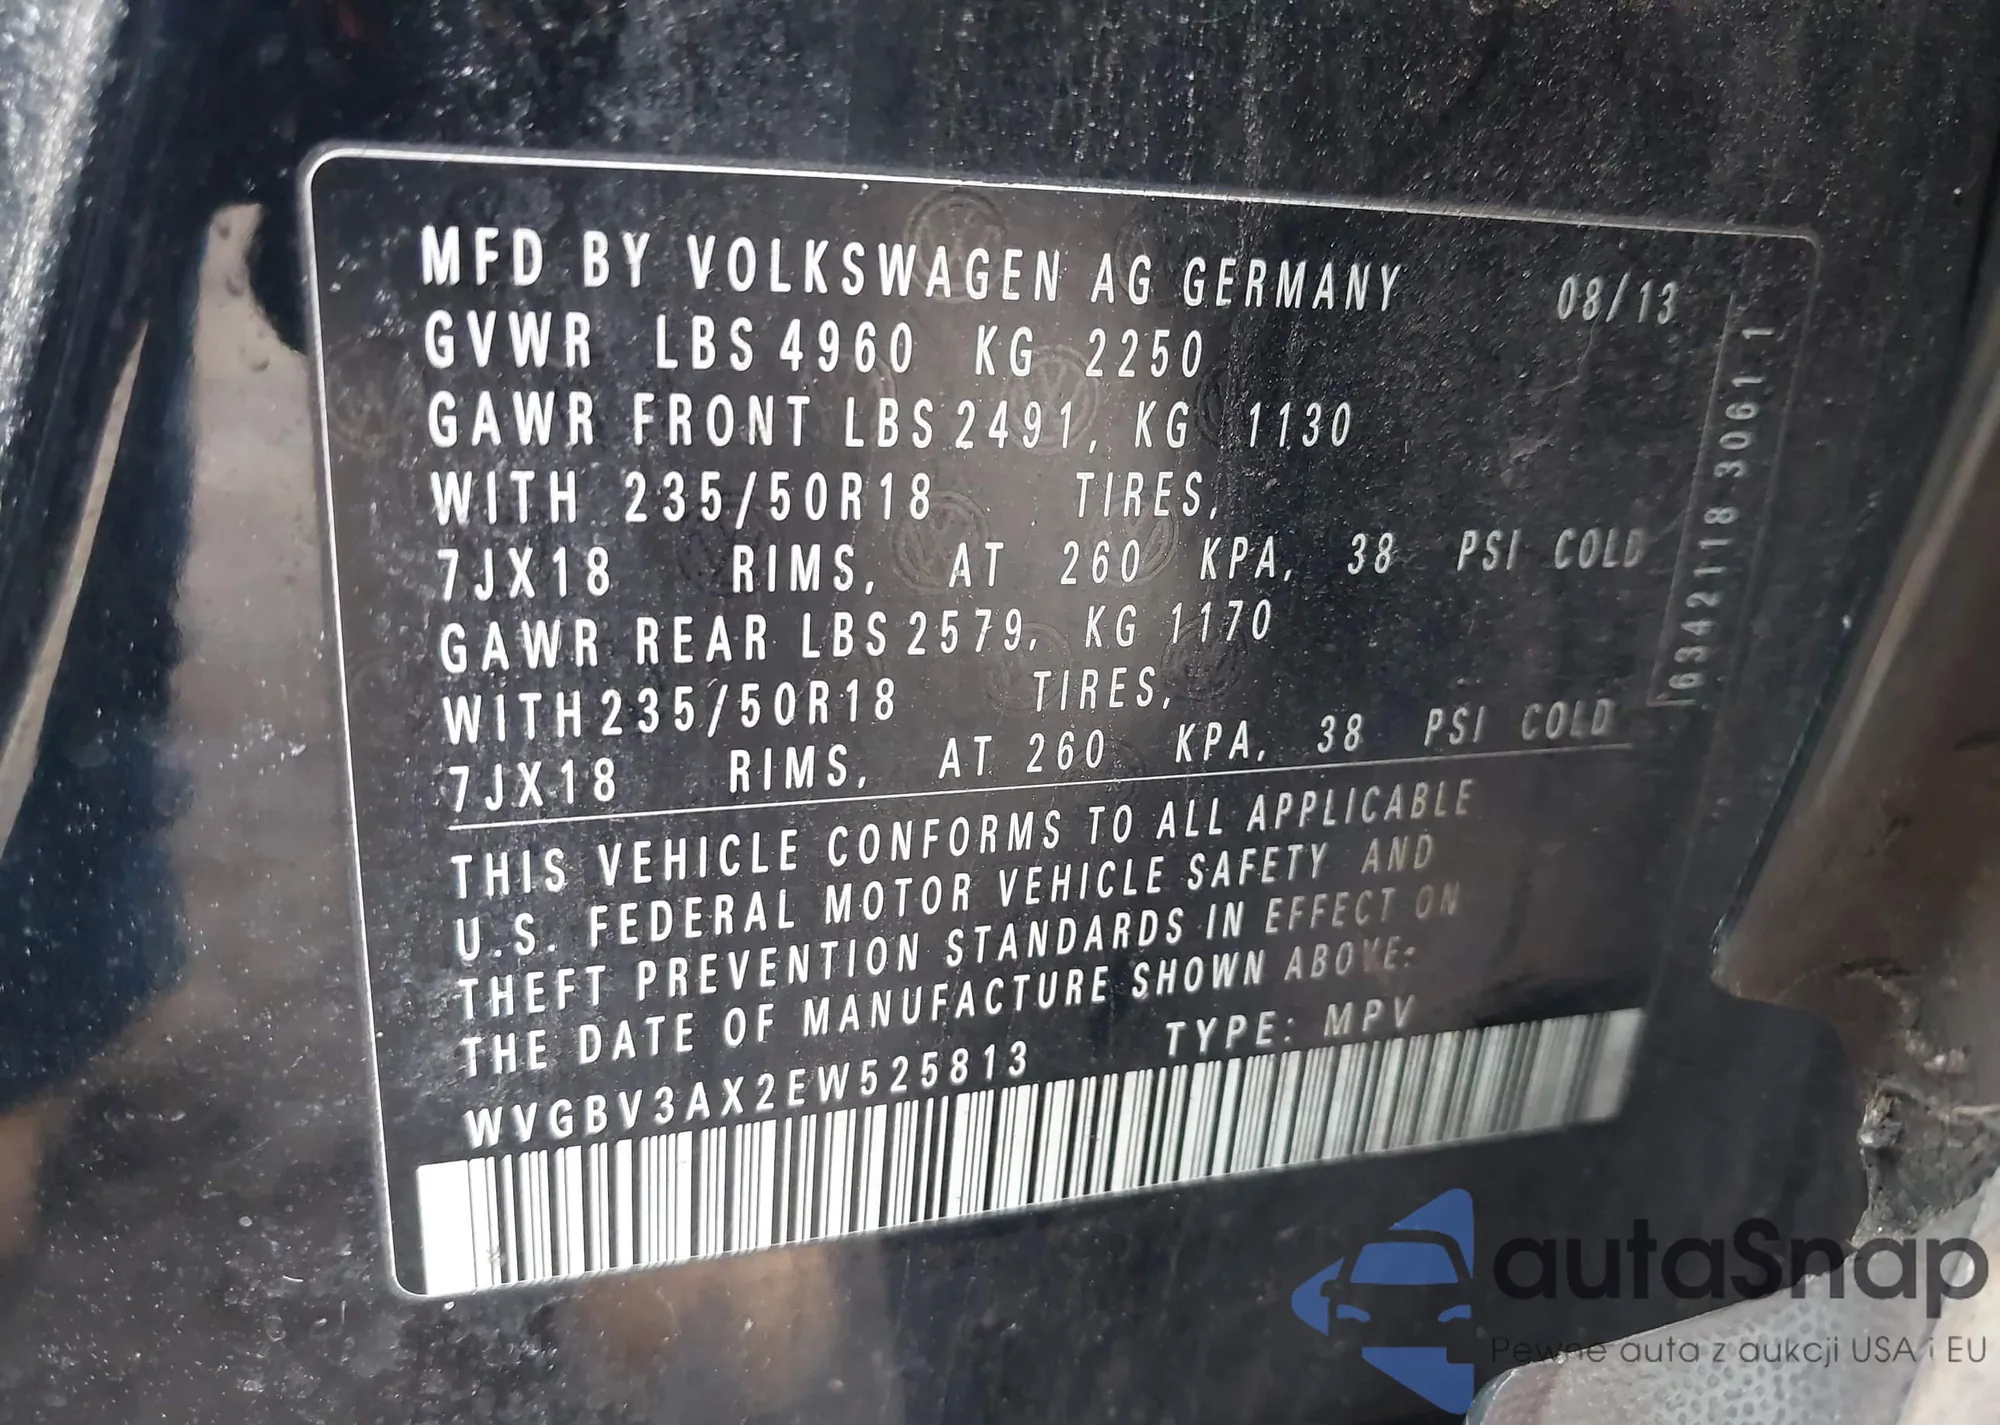 MFD BY VOLKSWAGEN AG GERMANY 08/13
GVWR LBS 4960 KG 2250
GAWR FRONT LBS 2491, KG 1130
WITH 235/50R18 TIRES,
7JX18 RIMS, AT 260 KPA, 38 PSI COLD
GAWR REAR LBS 2579, KG 1170
WITH 235/50R18 TIRES,
7JX18 RIMS, AT 260 KPA, 38 PSI COLD
6342118 3061 1
THIS VEHICLE CONFORMS TO ALL APPLICABLE
U.S. FEDERAL MOTOR VEHICLE SAFETY AND
THEFT PREVENTION STANDARDS IN EFFECT ON
THE DATE OF MANUFACTURE SHOWN ABOVE:
WVGBV3AX2EW525813 TYPE: MPV
autaSnap
Pewne auta z aukcji USA i EU